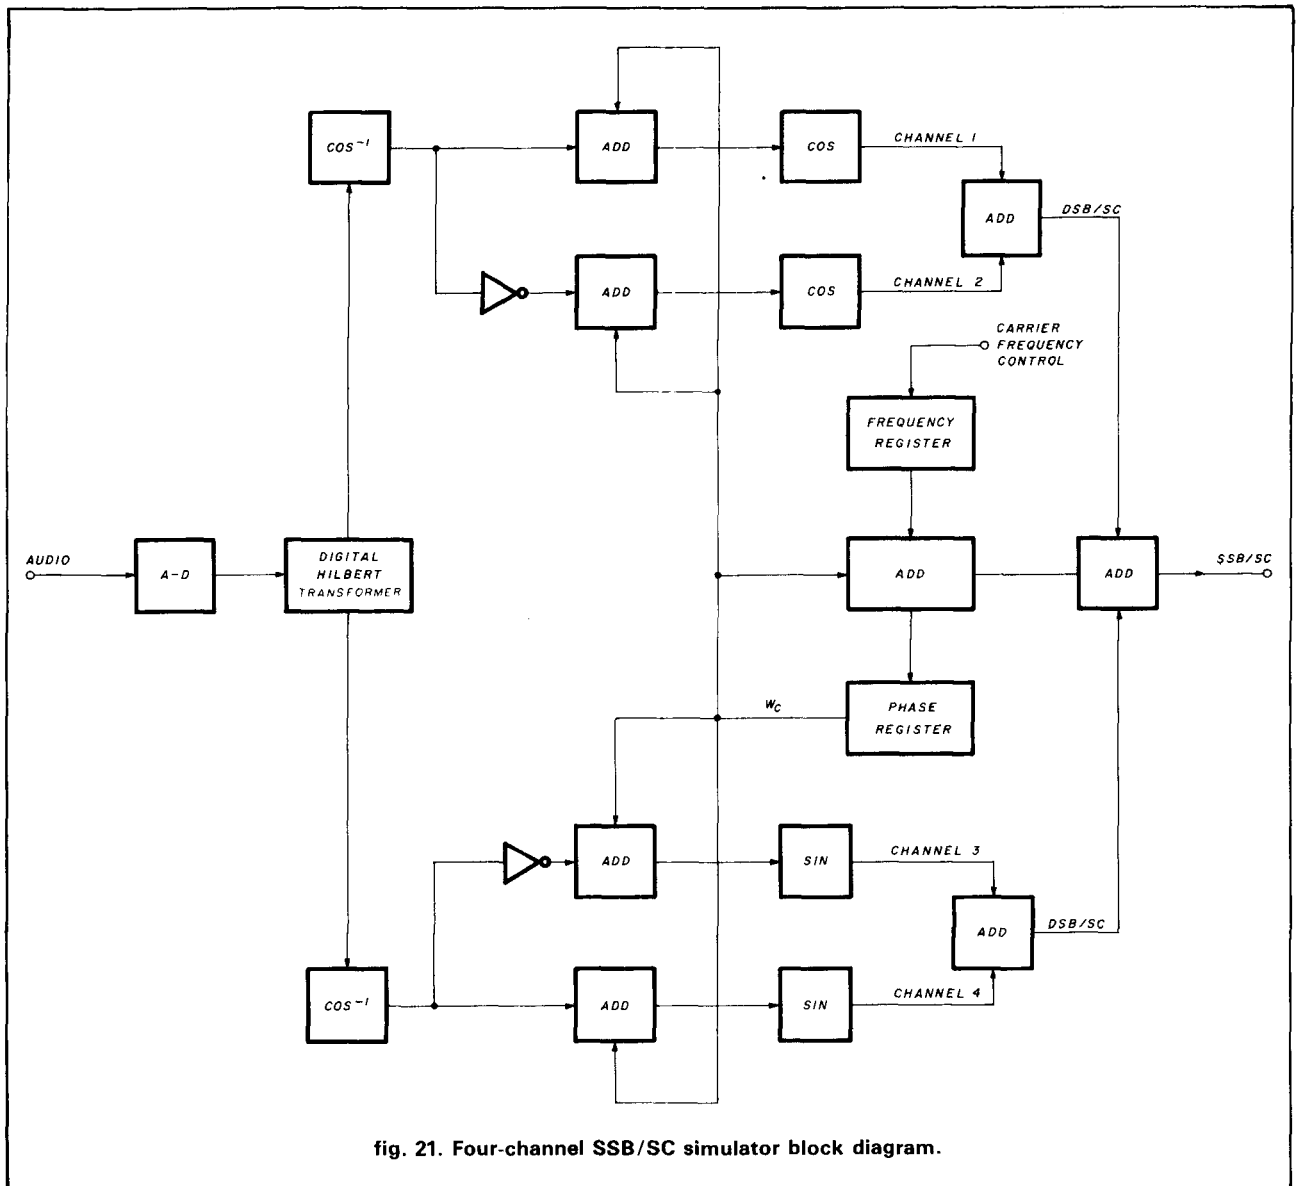 COS⁻¹
ADD
COS
CHANNEL 1
ADD
DSB/SC
ADD
COS
CHANNEL 2
CARRIER
FREQUENCY
CONTROL
FREQUENCY
REGISTER
AUDIO
A-D
DIGITAL
HILBERT
TRANSFORMER
ADD
ADD
SSB/SC
Wc
PHASE
REGISTER
ADD
SIN
CHANNEL 3
ADD
DSB/SC
COS⁻¹
ADD
SIN
CHANNEL 4
fig. 21. Four-channel SSB/SC simulator block diagram.